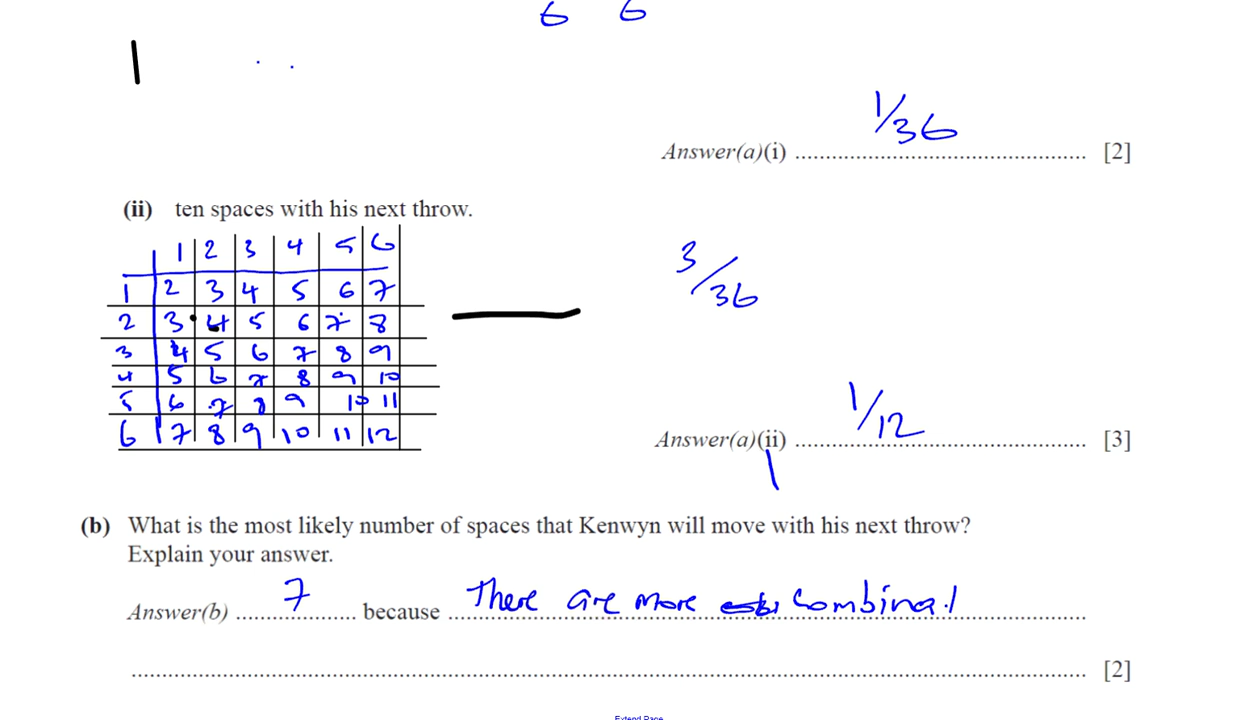 6 6
1/36
Answer(a)(i) ................................................ [2]
(ii) ten spaces with his next throw.
1 2 3 4 5 6
1 2 3 4 5 6 7
2 3 4 5 6 7 8
3 4 5 6 7 8 9
4 5 6 7 8 9 10
5 6 7 8 9 10 11
6 7 8 9 10 11 12
3/36
1/12
Answer(a)(ii) ................................................ [3]
(b) What is the most likely number of spaces that Kenwyn will move with his next throw?
Explain your answer.
Answer(b) 7 because There are more combinat
................................................ [2]
Extend Page